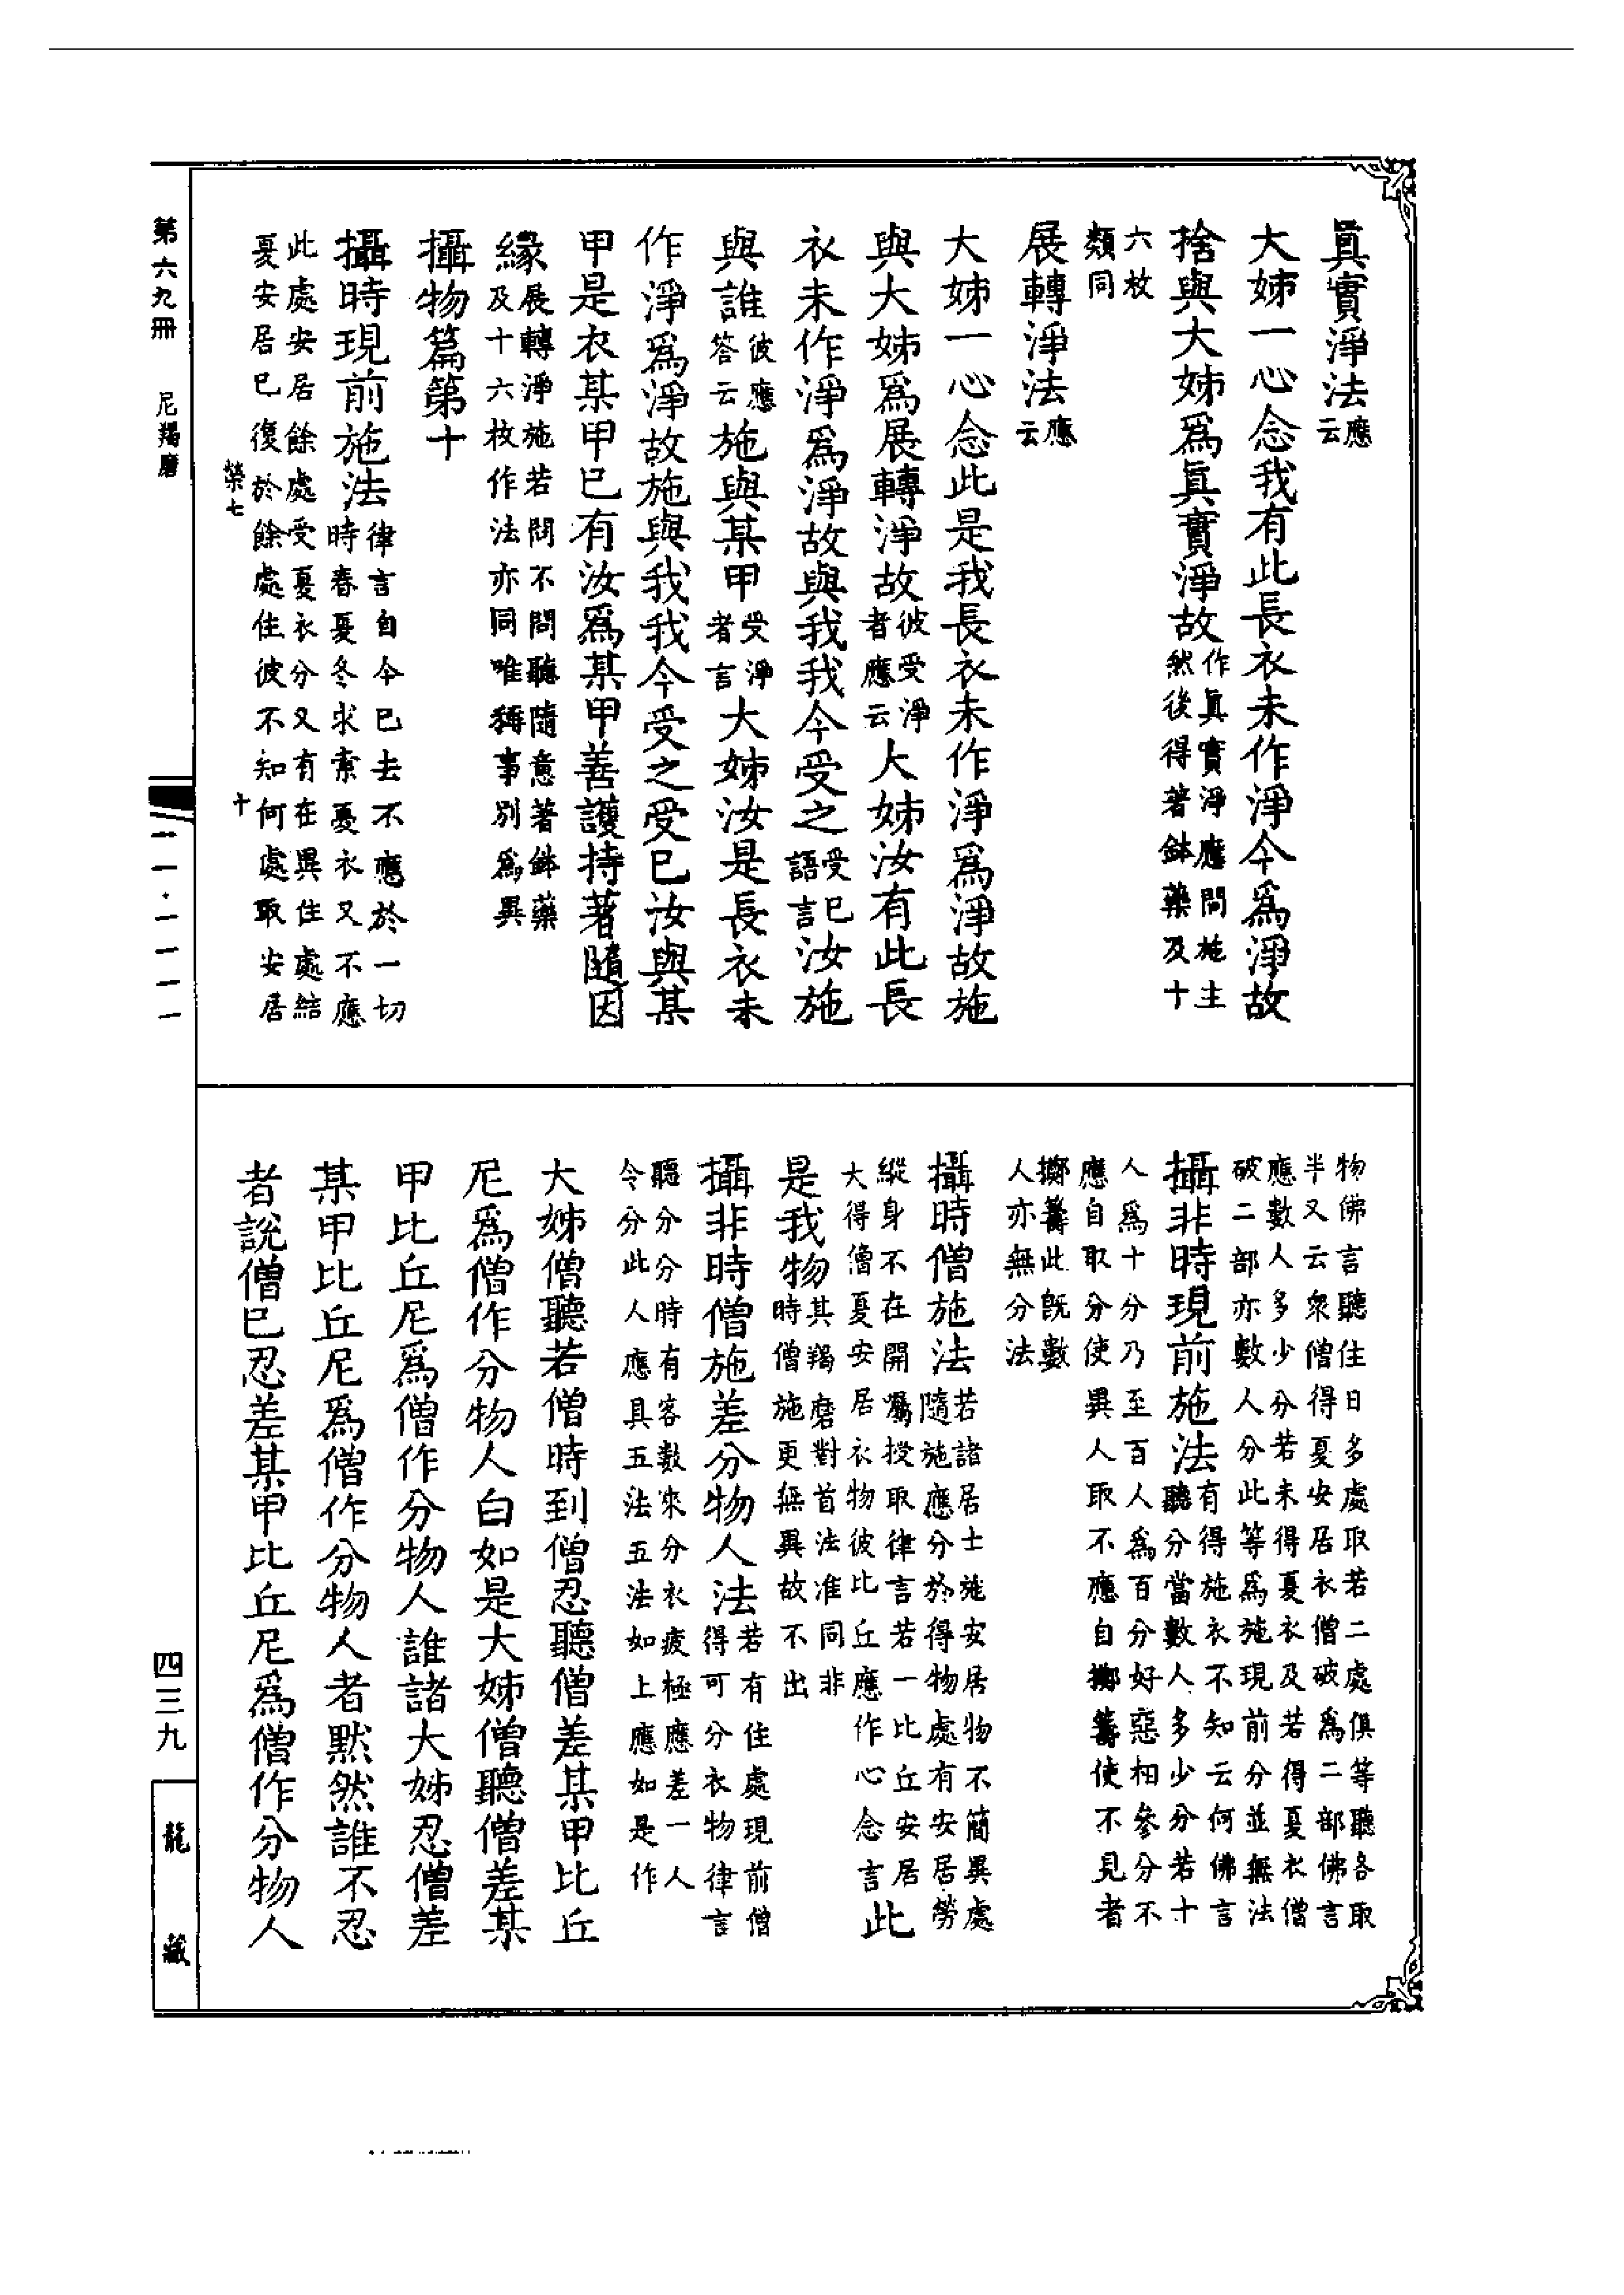 眞實淨法應云
大姊一心念我有此長衣未作淨今爲淨故
捨與大姊爲眞實淨故作眞實淨應問施主然後得著鉢藥及十
六枚類同
展轉淨法應云
大姊一心念此是我長衣未作淨爲淨故施
與大姊爲展轉淨故彼受淨者應云大姊汝有此長
衣未作淨爲淨故與我我今受之受已語言汝施
與誰彼應答云施與某甲受淨者言大姊汝是長衣未
作淨爲淨故施與我我今受之受已汝與某
甲是衣某甲已有汝爲某甲善護持著隨因
緣展轉淨施若問不問聽隨意著鉢藥及十六枚作法亦同唯稱事別爲異
攝物篇第十
攝時現前施法律言自今已去不應於一切時春夏冬求索夏衣又不應
此處安居餘處受夏衣分又有在異住處結夏安居已復於餘處住彼不知何處取安居
物佛言聽住日多處取若二處俱等聽各取半又云衆僧得夏安居衣僧破爲二部佛言
應數人多少分若未得夏衣及若得夏衣僧破二部亦數人分此等爲施現前分並無法
攝非時現前施法有得施衣不知云何佛言聽分當數人多少分若十
人爲十分乃至百人爲百分好惡相參分不應自取分使異人取不應自擲籌使不見者
擲籌此旣數人亦無分法
攝時僧施法若諸居士施安居物不簡異處隨施應分於得物處有安居勞
縱身不在開囑授取律言若一比丘安居大得僧夏安居衣物彼比丘應作心念言此
是我物其羯磨對首法准同非時僧施更無異故不出
攝非時僧施差分物人法若有住處現前僧得可分衣物律言
聽分分時有客數來分衣疲極應差一人令分此人應具五法五法如上應如是作
大姊僧聽若僧時到僧忍聽僧差某甲比丘
尼爲僧作分物人白如是大姊僧聽僧差某
甲比丘尼爲僧作分物人誰諸大姊忍僧差
某甲比丘尼爲僧作分物人者默然誰不忍
者說僧已忍差某甲比丘尼爲僧作分物人
第六九冊
尼羯磨
榮七
十
一一·一一一一
四三九
龍藏